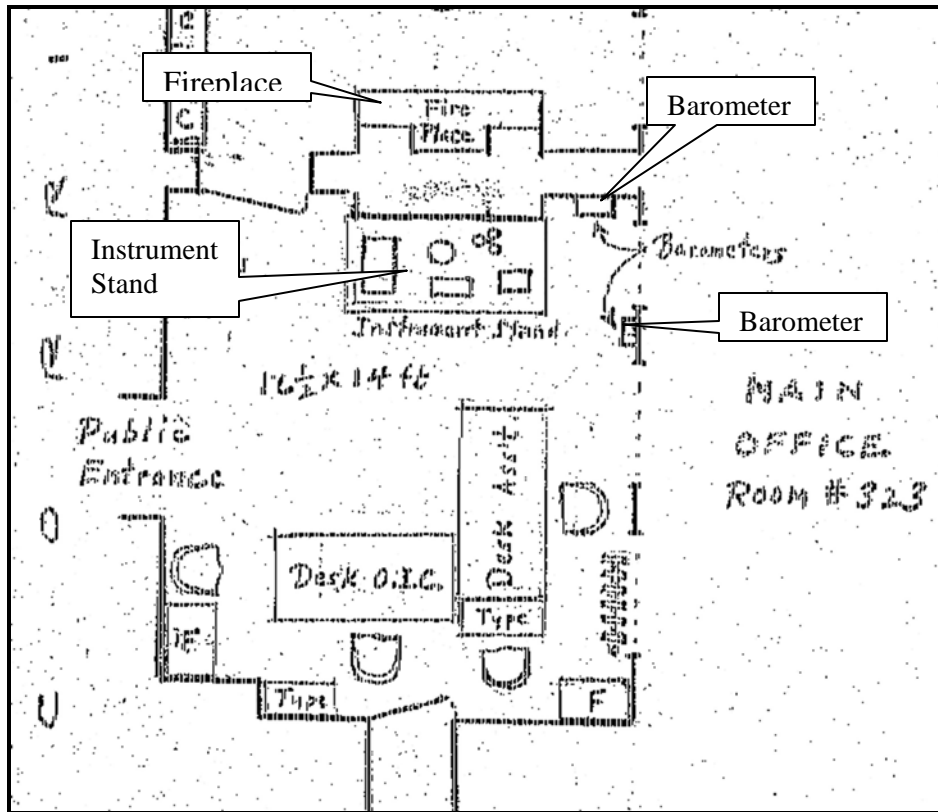 C
Fireplace
Barometer
Fire
Place
C
Barometers
Instrument
Stand
Instrument Stand
Barometer
16½ x 14 ft
MAIN
OFFICE
ROOM #323
Public
Entrance
Desk Ass't.
Desk O.I.C.
Type
F
Type
F